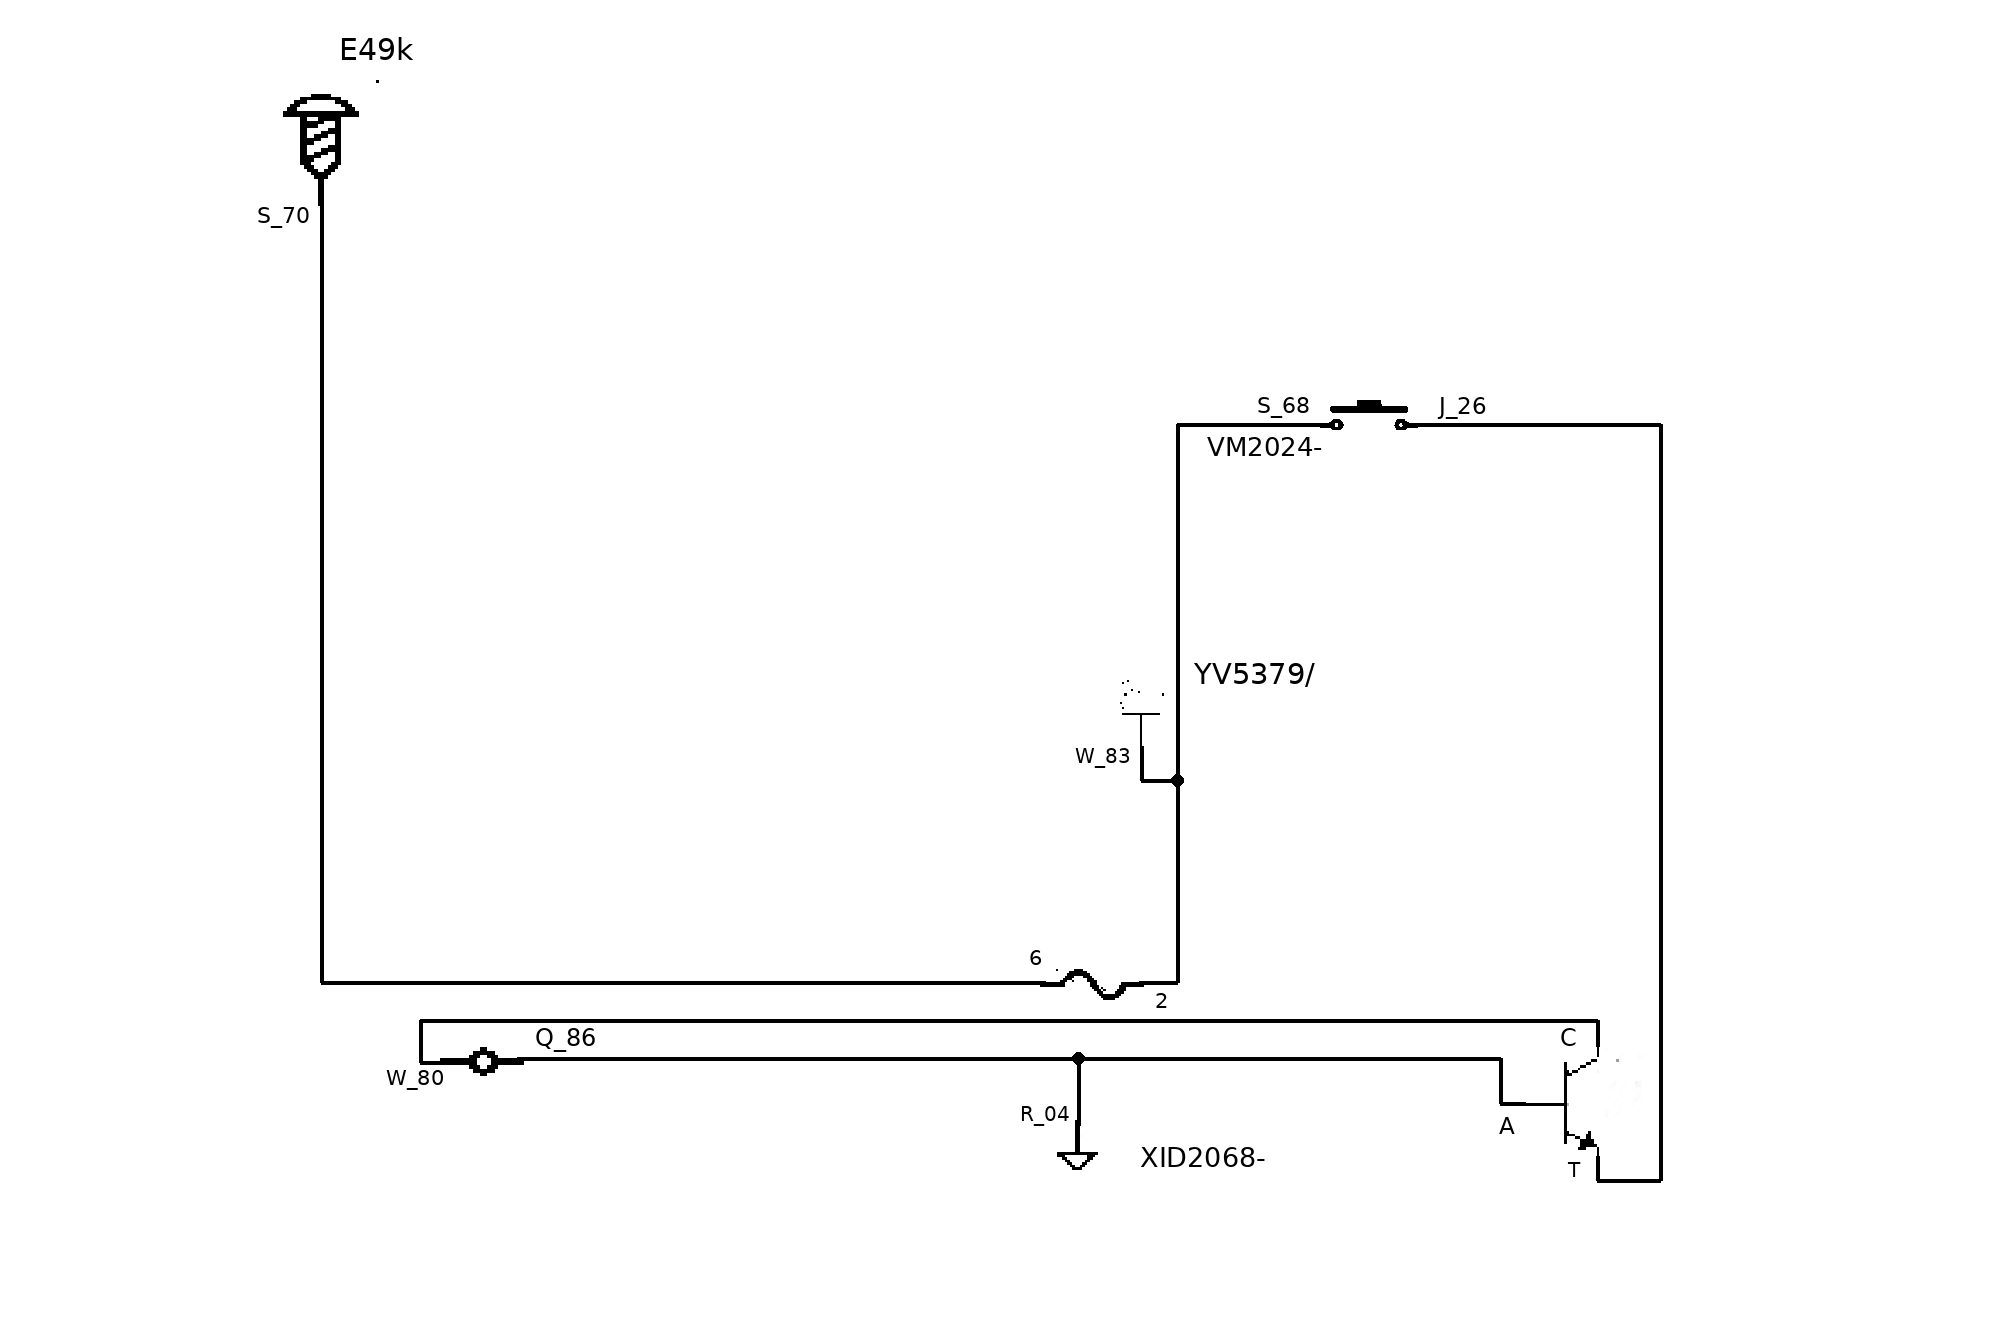 E49k
S_70
S_68
J_26
VM2024-
YV5379/
W_83
6
2
Q_86
C
W_80
R_04
A
XID2068-
T